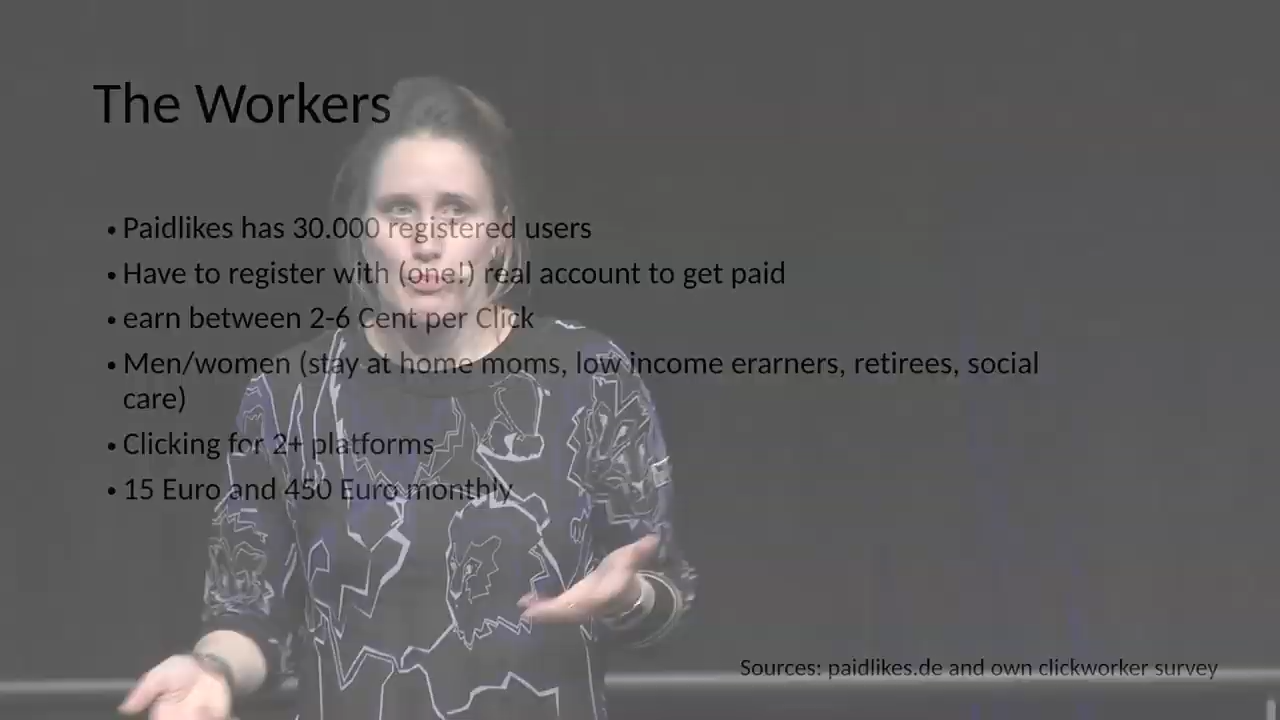 The Workers
• Paidlikes has 30.000 registered users
• Have to register with (one!) real account to get paid
• earn between 2-6 Cent per Click
• Men/women (stay at home moms, low income erarners, retirees, social
care)
• Clicking for 2+ platforms
• 15 Euro and 450 Euro monthly
Sources: paidlikes.de and own clickworker survey